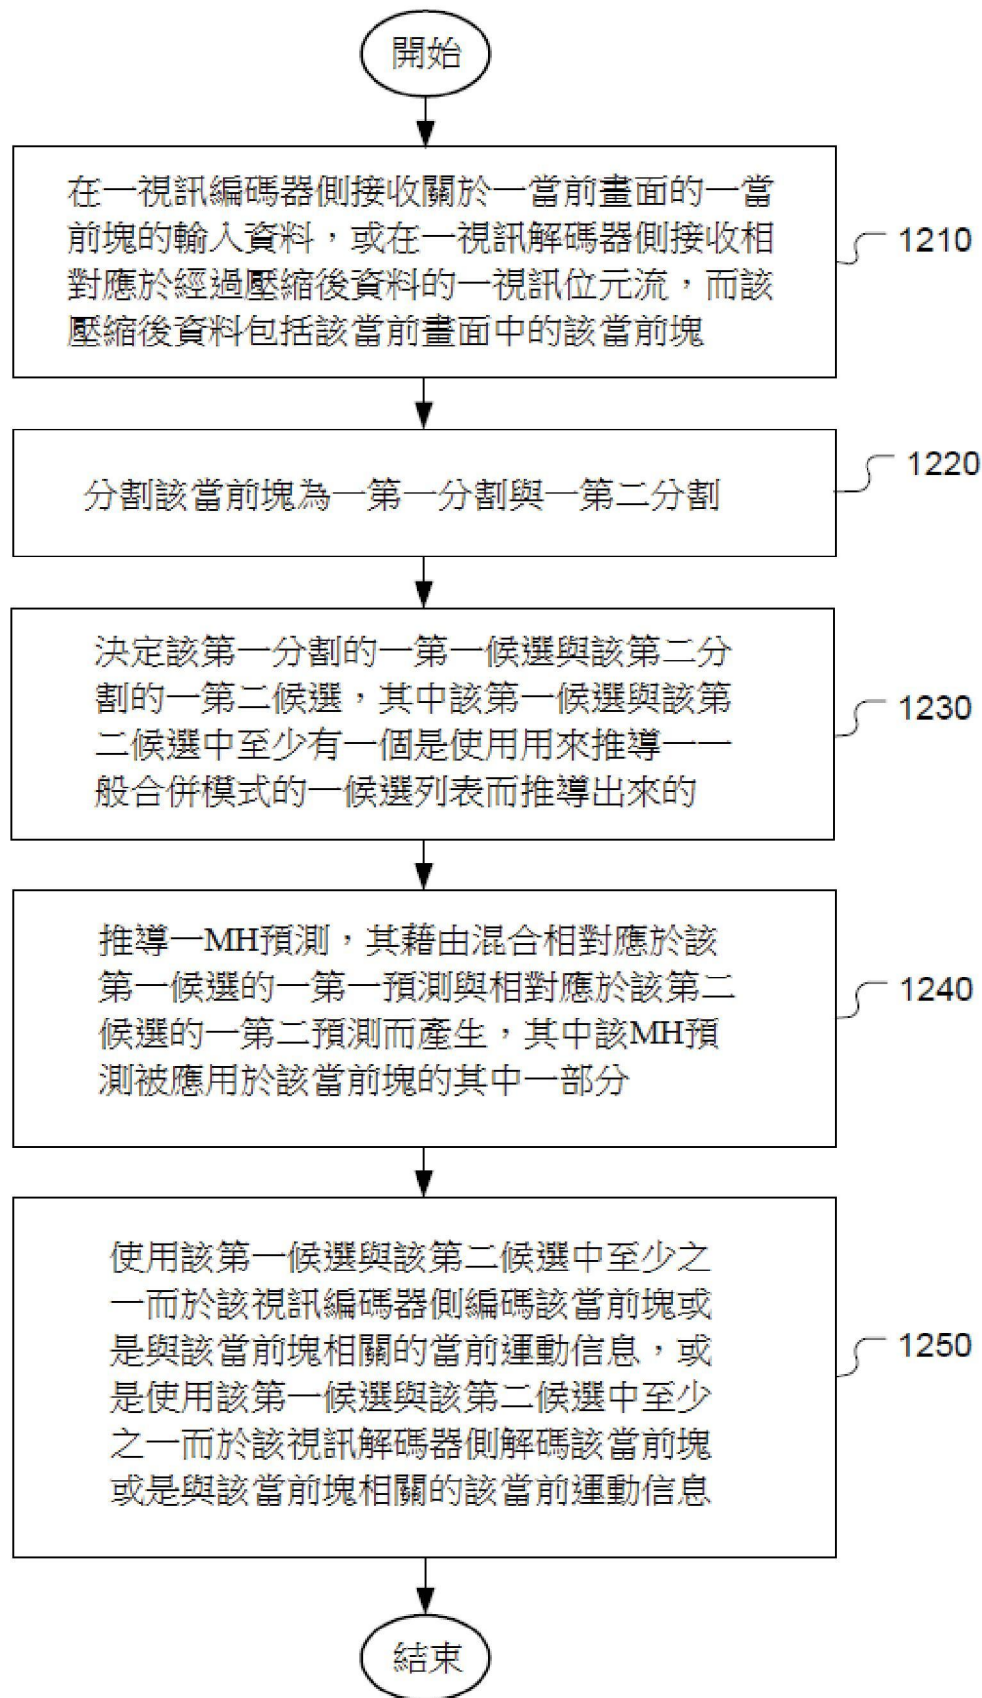 開始
在一視訊編碼器側接收關於一當前畫面的一當
前塊的輸入資料，或在一視訊解碼器側接收相
對應於經過壓縮後資料的一視訊位元流，而該
壓縮後資料包括該當前畫面中的該當前塊
1210
分割該當前塊為一第一分割與一第二分割
1220
決定該第一分割的一第一候選與該第二分
割的一第二候選，其中該第一候選與該第
二候選中至少有一個是使用用來推導一一
般合併模式的一候選列表而推導出來的
1230
推導一MH預測，其藉由混合相對應於該
第一候選的一第一預測與相對應於該第二
候選的一第二預測而產生，其中該MH預
測被應用於該當前塊的其中一部分
1240
使用該第一候選與該第二候選中至少之
一而於該視訊編碼器側編碼該當前塊或
是與該當前塊相關的當前運動信息，或
是使用該第一候選與該第二候選中至少
之一而於該視訊解碼器側解碼該當前塊
或是與該當前塊相關的該當前運動信息
1250
結束